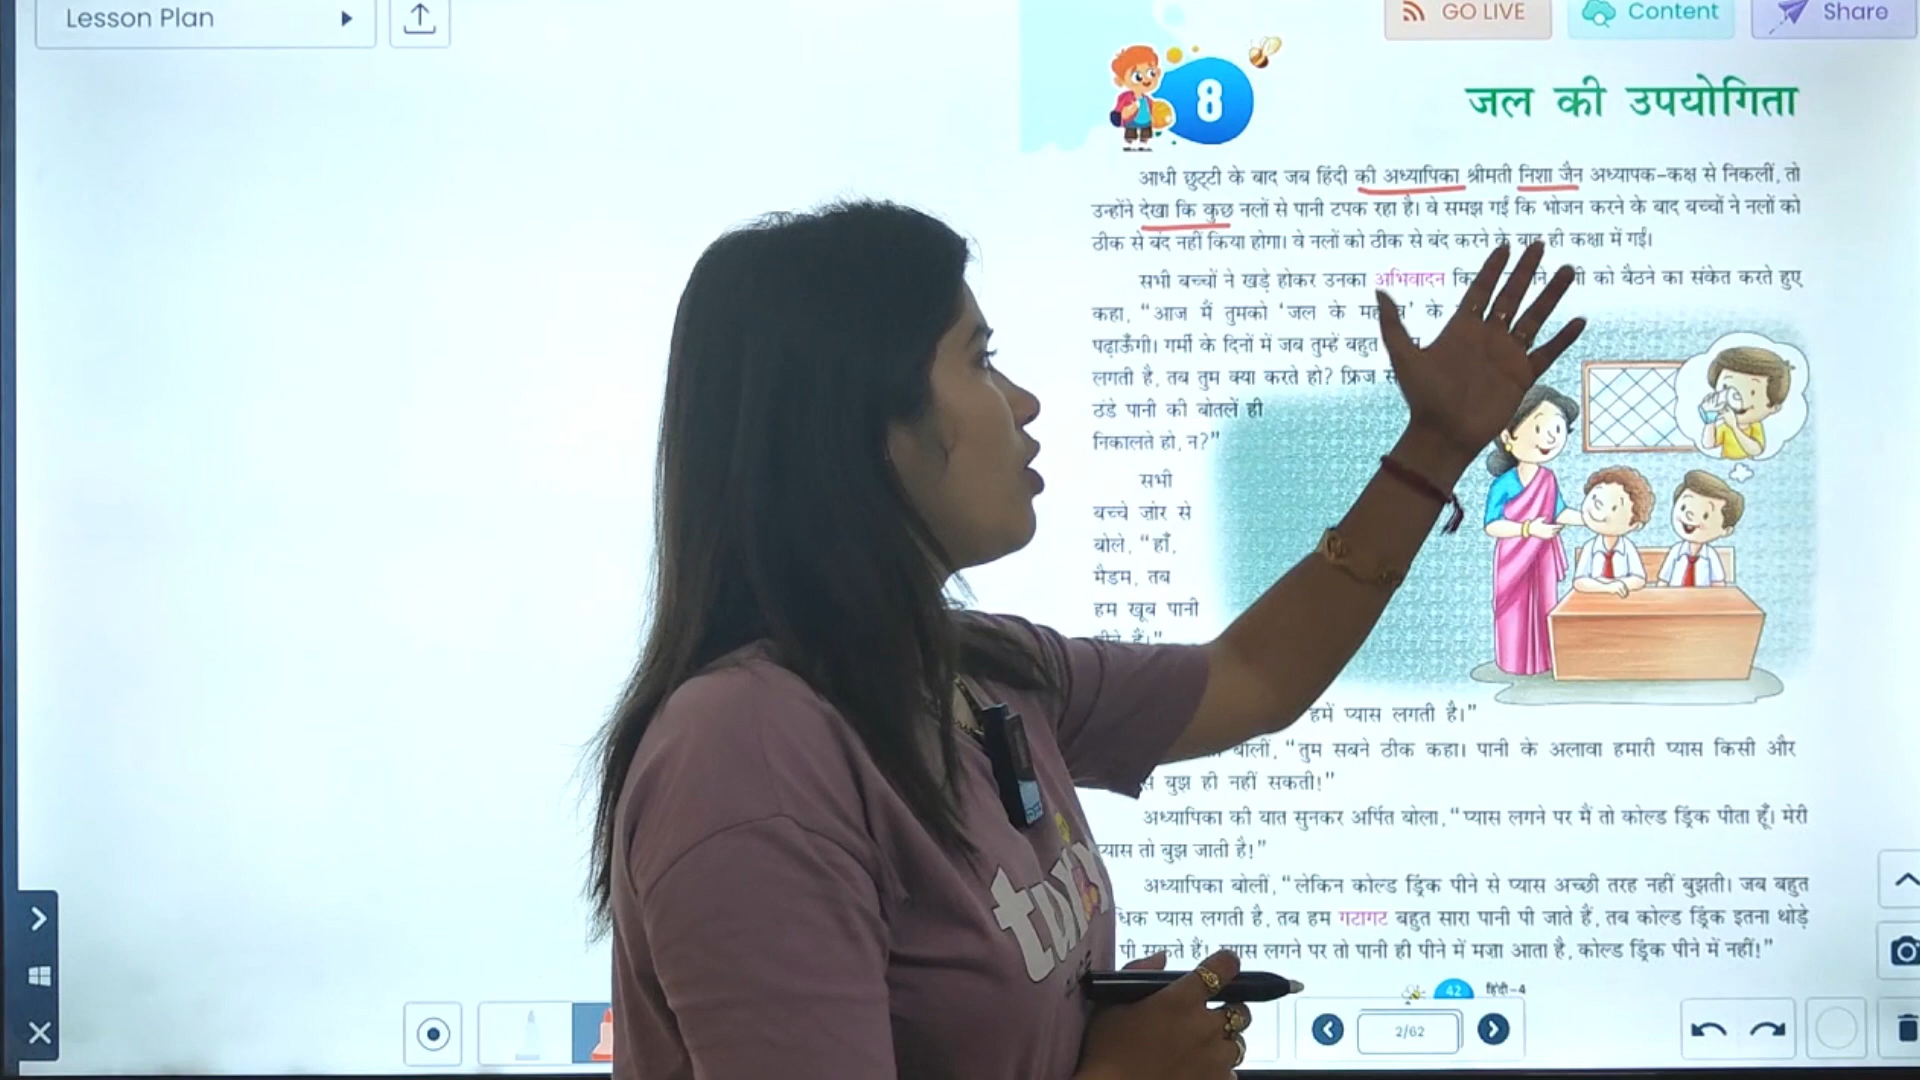 Lesson Plan
GO LIVE
Content
Share
8
जल की उपयोगिता
आधी छुट्टी के बाद जब हिंदी की अध्यापिका श्रीमती निशा जैन अध्यापक-कक्ष से निकलीं, तो
उन्होंने देखा कि कुछ नलों से पानी टपक रहा है। वे समझ गईं कि भोजन करने के बाद बच्चों ने नलों को
ठीक से बंद नहीं किया होगा। वे नलों को ठीक से बंद करने के बाद ही कक्षा में गईं।
सभी बच्चों ने खड़े होकर उनका अभिवादन को बैठने का संकेत करते हुए
कहा, “आज मैं तुमको ‘जल के के
पढ़ाऊँगी। गर्मी के दिनों में जब तुम्हें बहुत
लगती है, तब तुम क्या करते हो? फ्रिज से
ठंडे पानी की बोतलें ही
निकालते हो, न?”
सभी
बच्चे ज़ोर से
बोले, “हाँ,
मैडम, तब
हम खूब पानी
हैं।”
हमें प्यास लगती है।”
बोलीं, “तुम सबने ठीक कहा। पानी के अलावा हमारी प्यास किसी और
बुझ ही नहीं सकती!”
अध्यापिका की बात सुनकर अर्पित बोला, “प्यास लगने पर मैं तो कोल्ड ड्रिंक पीता हूँ। मेरी
प्यास तो बुझ जाती है!”
अध्यापिका बोलीं, “लेकिन कोल्ड ड्रिंक पीने से प्यास अच्छी तरह नहीं बुझती। जब बहुत
प्यास लगती है, तब हम गटागट बहुत सारा पानी पी जाते हैं, तब कोल्ड ड्रिंक इतना थोड़े
पी सकते हैं। प्यास लगने पर तो पानी ही पीने में मज़ा आता है, कोल्ड ड्रिंक पीने में नहीं!”
42 हिंदी-4
2/62